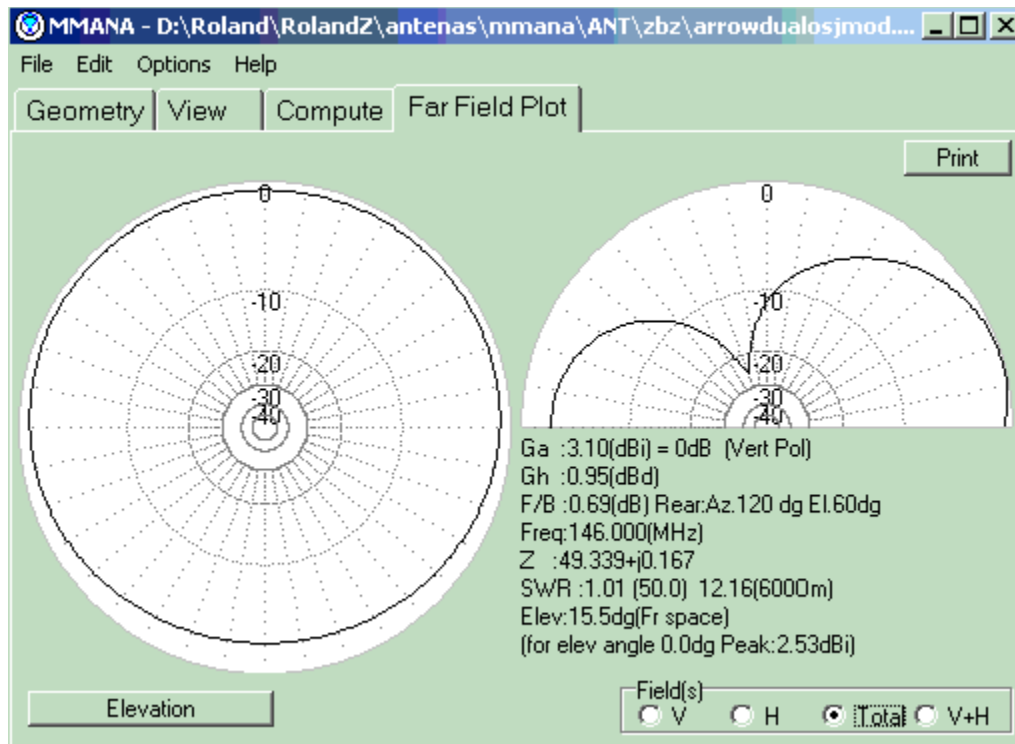 MMANA - D:\Roland\RolandZ\antenas\mmana\ANT\zbz\arrowdualosjmod....
File Edit Options Help
Geometry View Compute Far Field Plot
Print
0
-10
-20
-30
-40
0
-10
-20
-30
-40
Ga :3.10(dBi) = 0dB (Vert Pol)
Gh :0.95(dBd)
F/B :0.69(dB) Rear:Az.120 dg El.60dg
Freq:146.000(MHz)
Z :49.339+j0.167
SWR :1.01 (50.0) 12.16(600Om)
Elev:15.5dg(Fr space)
(for elev angle 0.0dg Peak:2.53dBi)
Elevation
Field(s)
V H Total V+H